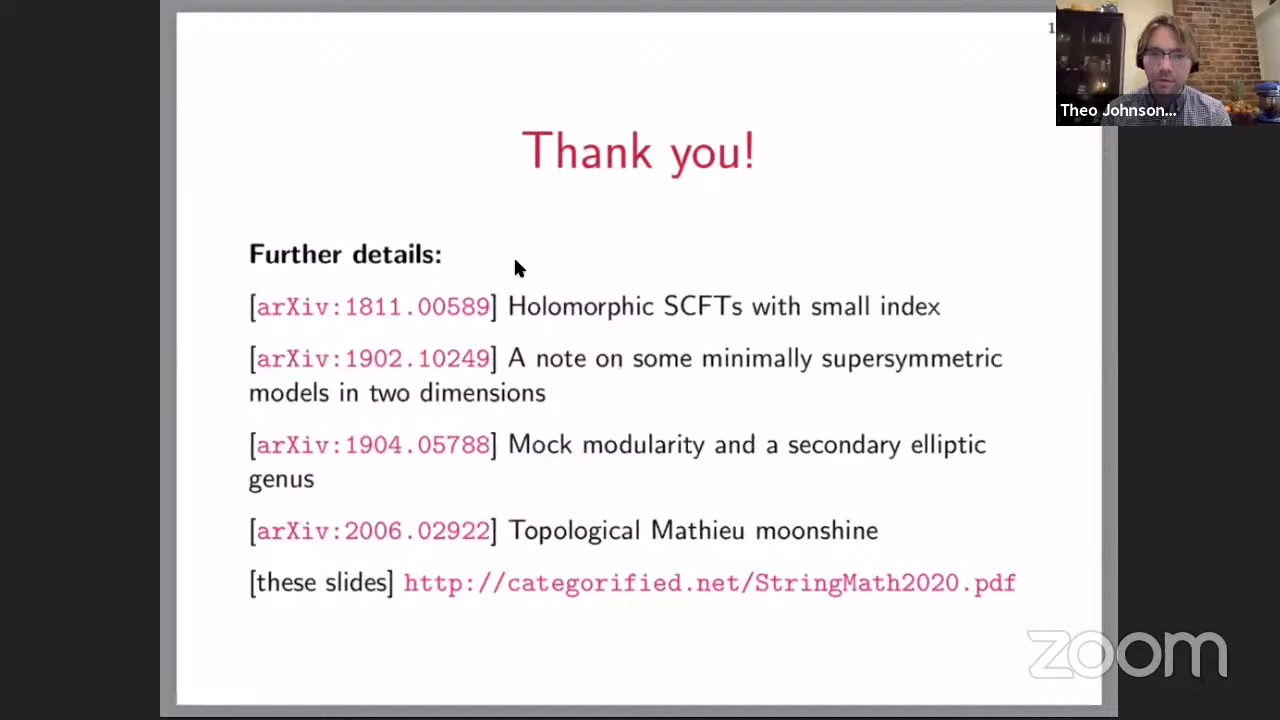 1
Theo Johnson...
Thank you!
Further details:
[arXiv:1811.00589] Holomorphic SCFTs with small index
[arXiv:1902.10249] A note on some minimally supersymmetric
models in two dimensions
[arXiv:1904.05788] Mock modularity and a secondary elliptic
genus
[arXiv:2006.02922] Topological Mathieu moonshine
[these slides] http://categorified.net/StringMath2020.pdf
zoom